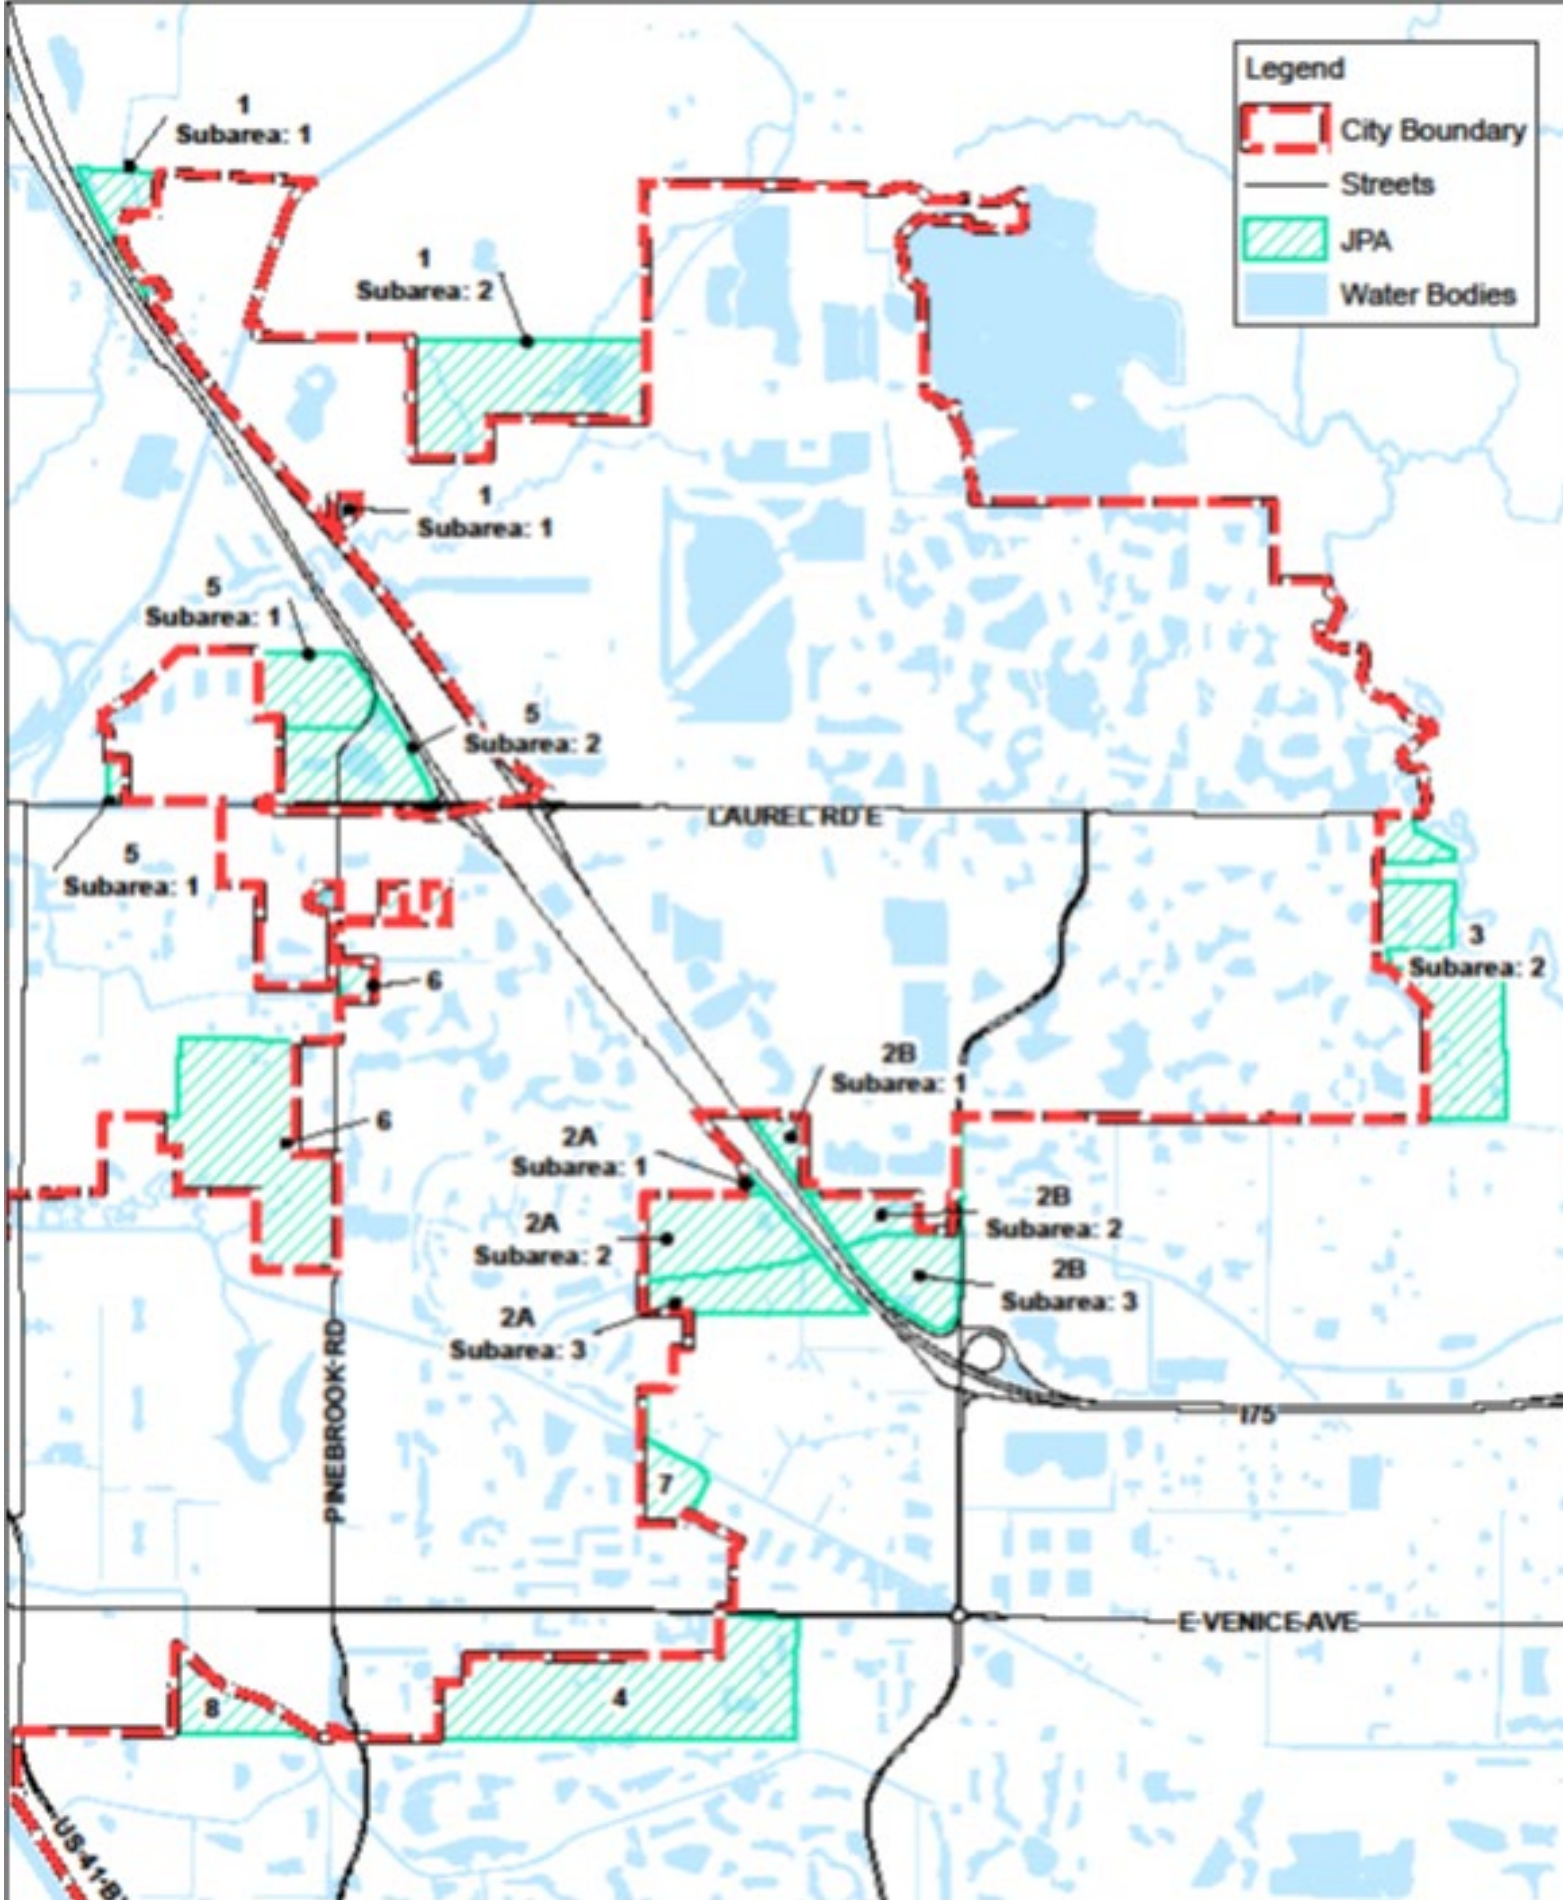 Legend
City Boundary
Streets
JPA
Water Bodies
1
Subarea: 1
1
Subarea: 2
1
Subarea: 1
5
Subarea: 1
5
Subarea: 2
LAUREL RD E
5
Subarea: 1
3
Subarea: 2
6
2B
Subarea: 1
6
2A
Subarea: 1
2B
Subarea: 2
2A
Subarea: 2
2B
Subarea: 3
2A
Subarea: 3
PINEBROOK RD
I75
7
E VENICE AVE
4
8
US 41 B